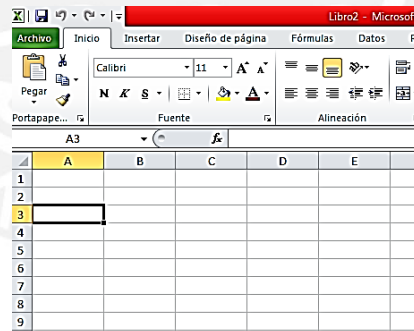 Libro2 - Microsof
Archivo Inicio Insertar Diseño de página Fórmulas Datos
Calibri 11 A A
Pegar N K S A
Portapape... Fuente Alineación
A3 fx
A B C D E
1
2
3
4
5
6
7
8
9